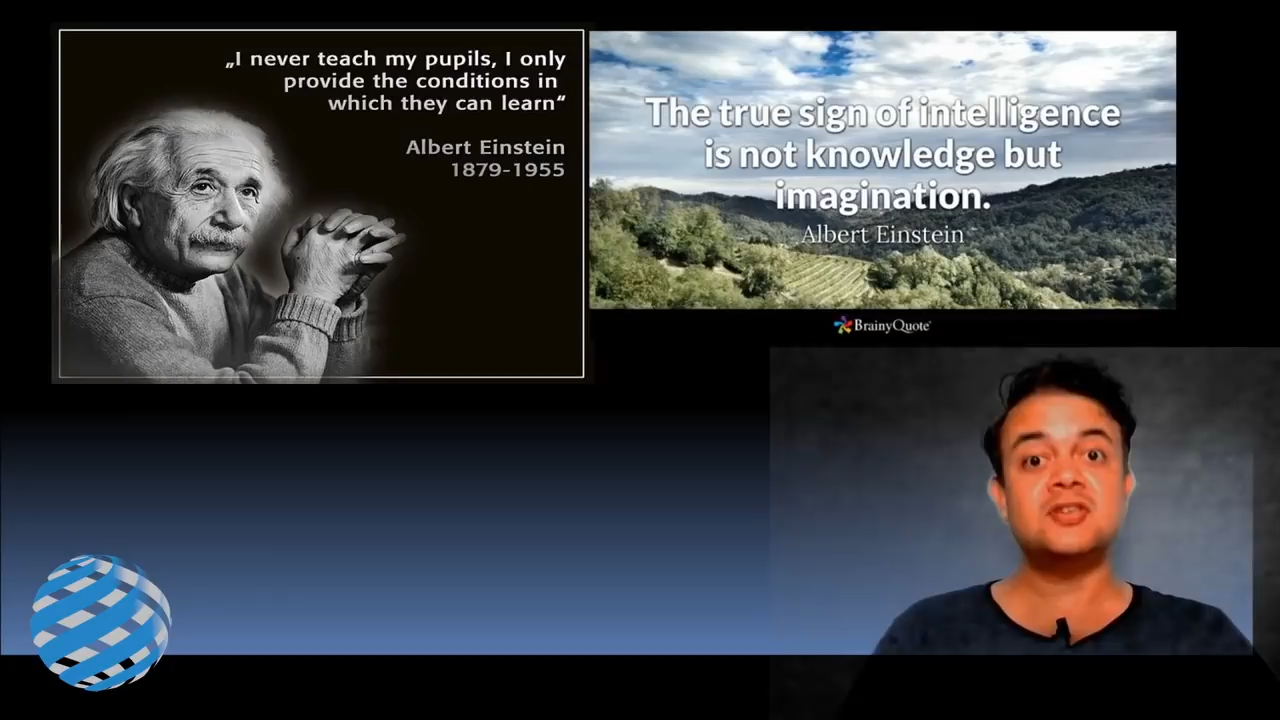 „I never teach my pupils, I only
provide the conditions in
which they can learn“
Albert Einstein
1879-1955
The true sign of intelligence
is not knowledge but
imagination.
Albert Einstein
BrainyQuote®